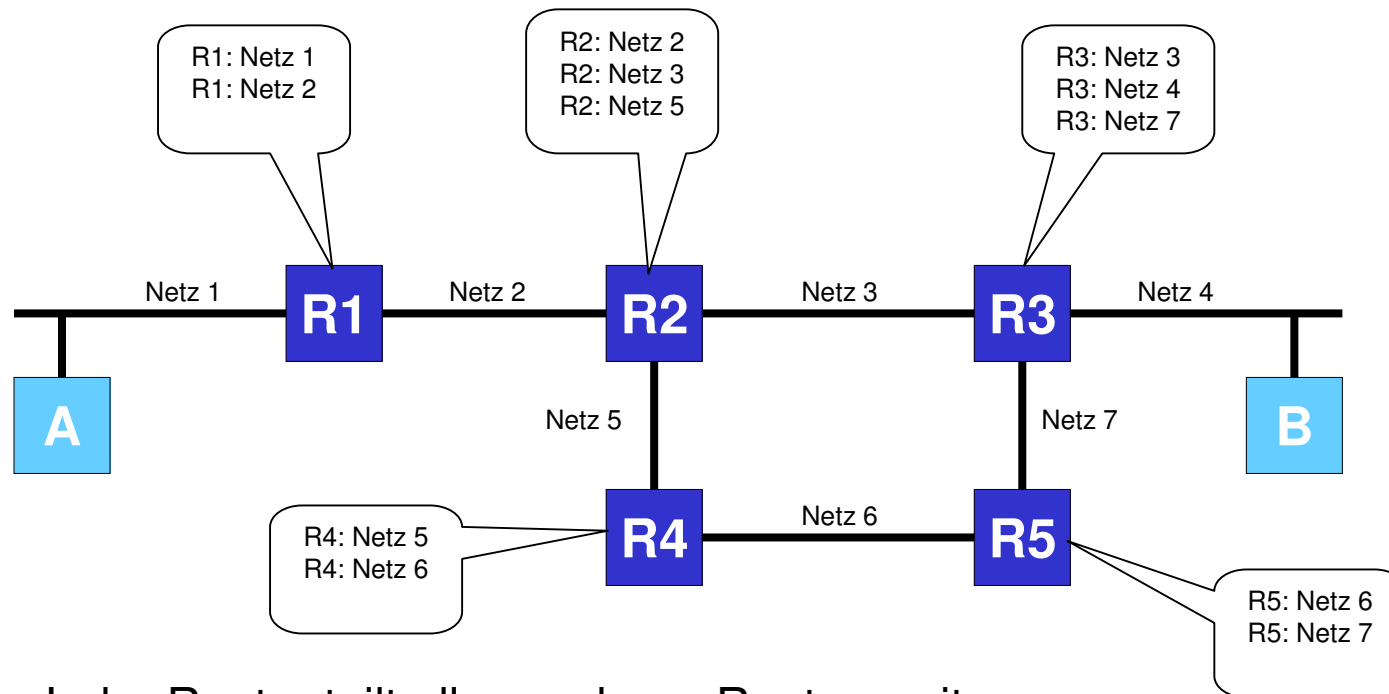 R1: Netz 1
R1: Netz 2
R2: Netz 2
R2: Netz 3
R2: Netz 5
R3: Netz 3
R3: Netz 4
R3: Netz 7
Netz 1
R1
Netz 2
R2
Netz 3
R3
Netz 4
A
Netz 5
Netz 7
B
R4: Netz 5
R4: Netz 6
R4
Netz 6
R5
R5: Netz 6
R5: Netz 7